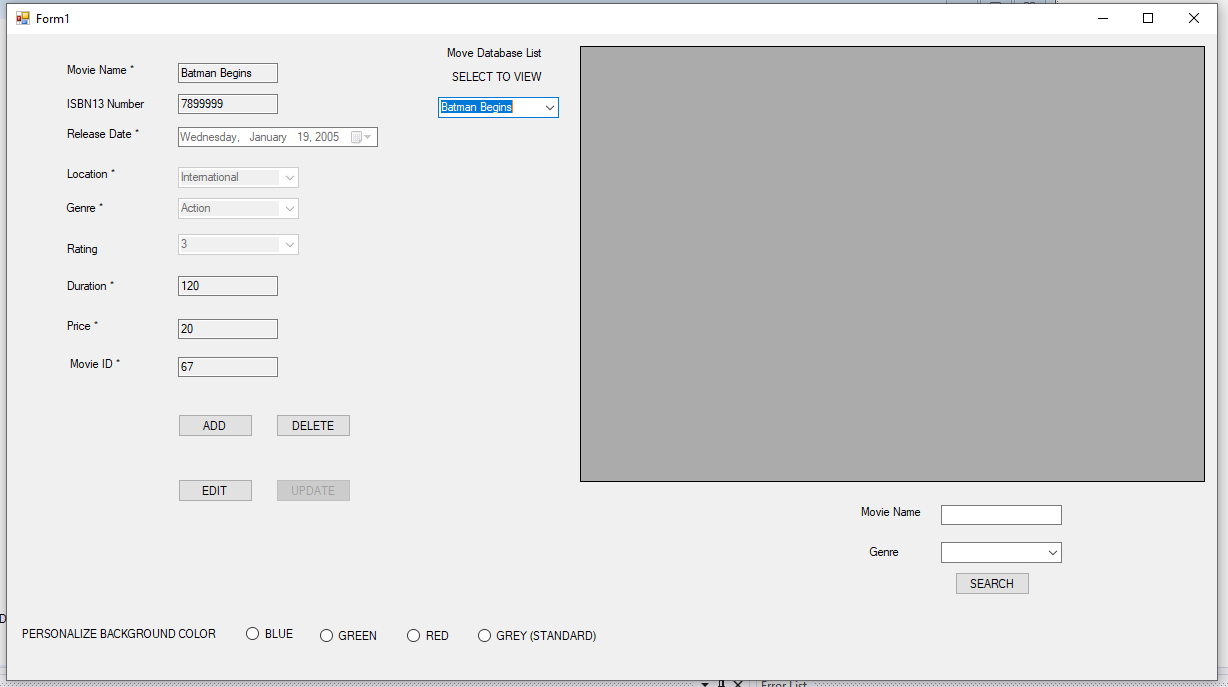 Form1
Move Database List
SELECT TO VIEW
Batman Begins
Movie Name * Batman Begins
ISBN13 Number 7899999
Release Date * Wednesday, January 19, 2005
Location * International
Genre * Action
Rating 3
Duration * 120
Price * 20
Movie ID * 67
ADD DELETE
EDIT UPDATE
Movie Name
Genre
SEARCH
PERSONALIZE BACKGROUND COLOR BLUE GREEN RED GREY (STANDARD)
Error List